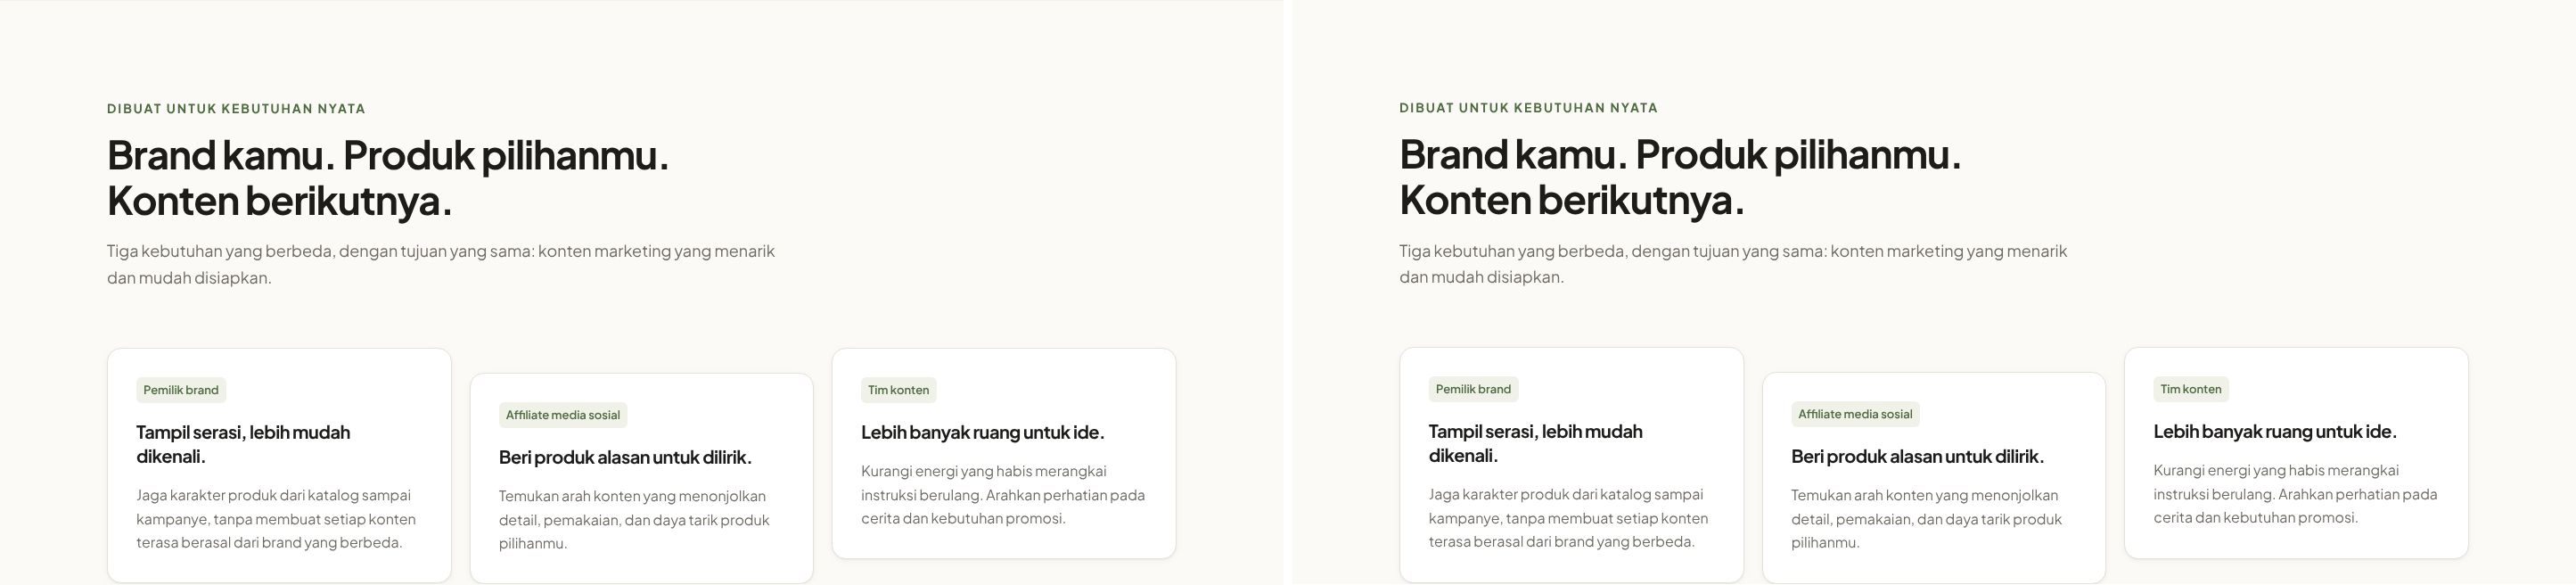 DIBUAT UNTUK KEBUTUHAN NYATA
Brand kamu. Produk pilihanmu.
Konten berikutnya.
Tiga kebutuhan yang berbeda, dengan tujuan yang sama: konten marketing yang menarik
dan mudah disiapkan.
Pemilik brand
Tampil serasi, lebih mudah
dikenali.
Jaga karakter produk dari katalog sampai
kampanye, tanpa membuat setiap konten
terasa berasal dari brand yang berbeda.
Affiliate media sosial
Beri produk alasan untuk dilirik.
Temukan arah konten yang menonjolkan
detail, pemakaian, dan daya tarik produk
pilihanmu.
Tim konten
Lebih banyak ruang untuk ide.
Kurangi energi yang habis merangkai
instruksi berulang. Arahkan perhatian pada
cerita dan kebutuhan promosi.
DIBUAT UNTUK KEBUTUHAN NYATA
Brand kamu. Produk pilihanmu.
Konten berikutnya.
Tiga kebutuhan yang berbeda, dengan tujuan yang sama: konten marketing yang menarik
dan mudah disiapkan.
Pemilik brand
Tampil serasi, lebih mudah
dikenali.
Jaga karakter produk dari katalog sampai
kampanye, tanpa membuat setiap konten
terasa berasal dari brand yang berbeda.
Affiliate media sosial
Beri produk alasan untuk dilirik.
Temukan arah konten yang menonjolkan
detail, pemakaian, dan daya tarik produk
pilihanmu.
Tim konten
Lebih banyak ruang untuk ide.
Kurangi energi yang habis merangkai
instruksi berulang. Arahkan perhatian pada
cerita dan kebutuhan promosi.